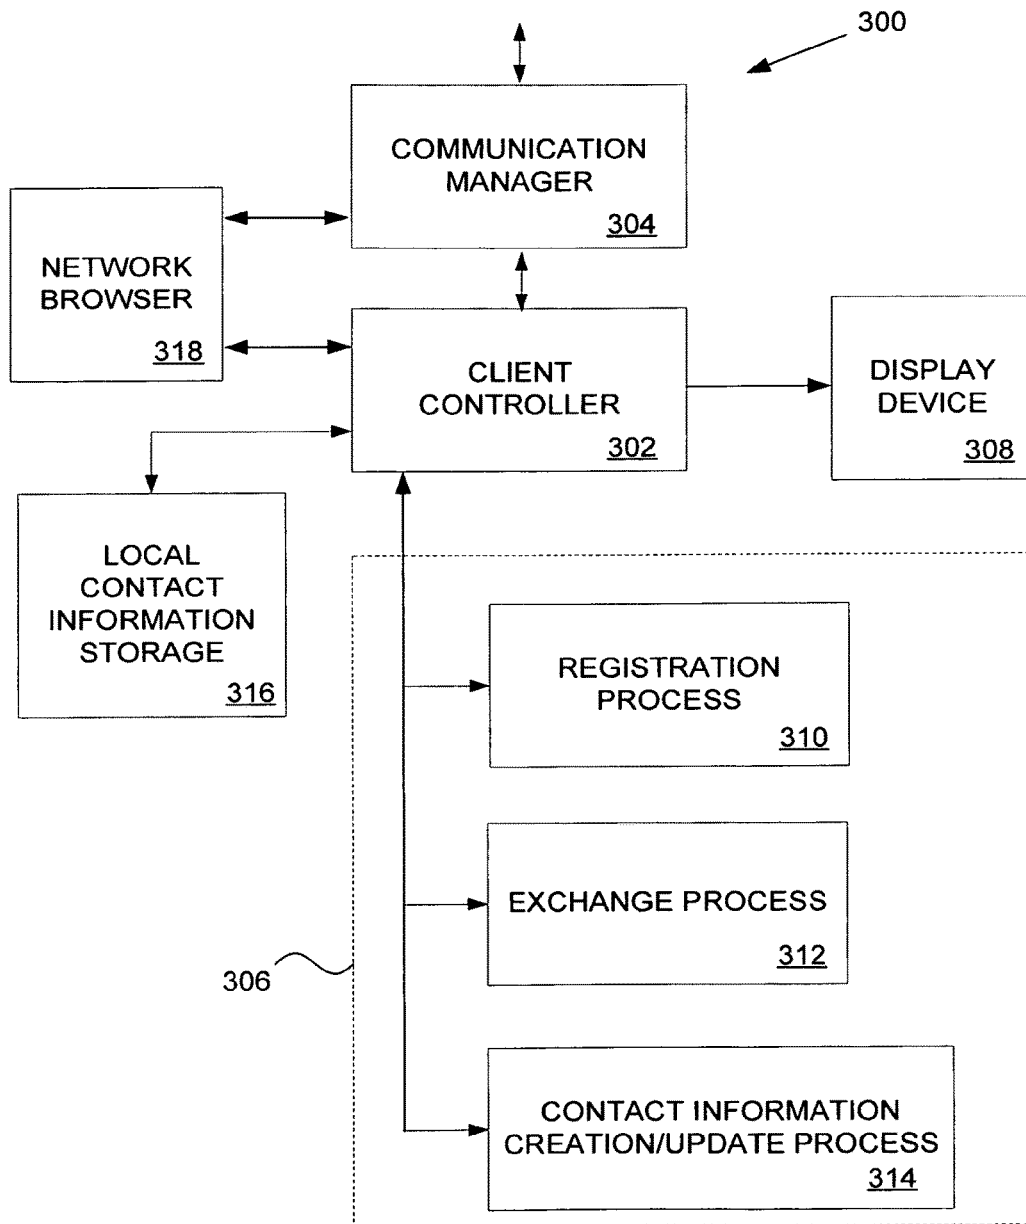 300
COMMUNICATION
MANAGER
304
NETWORK
BROWSER
318
CLIENT
CONTROLLER
302
DISPLAY
DEVICE
308
LOCAL
CONTACT
INFORMATION
STORAGE
316
REGISTRATION
PROCESS
310
EXCHANGE PROCESS
312
306
CONTACT INFORMATION
CREATION/UPDATE PROCESS
314